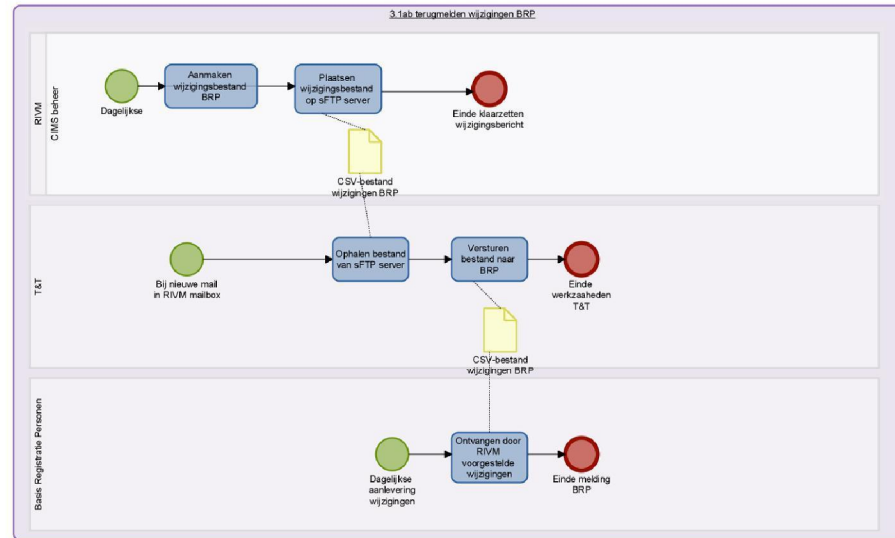 3.1ab terugmelden wijzigingen BRP
RIVM
CIMS beheer
Dagelijkse
Aanmaken
wijzigingsbestand
BRP
Plaatsen
wijzigingsbestand
op sFTP server
Einde klaarzetten
wijzigingsbericht
CSV-bestand
wijzigingen BRP
T&T
Bij nieuwe mail
in RIVM mailbox
Ophalen bestand
van sFTP server
Versturen
bestand naar
BRP
Einde
werkzaaheden
T&T
CSV-bestand
wijzigingen BRP
Basis Registratie Personen
Dagelijkse
aanlevering
wijzigingen
Ontvangen door
RIVM
voorgestelde
wijzigingen
Einde melding
BRP